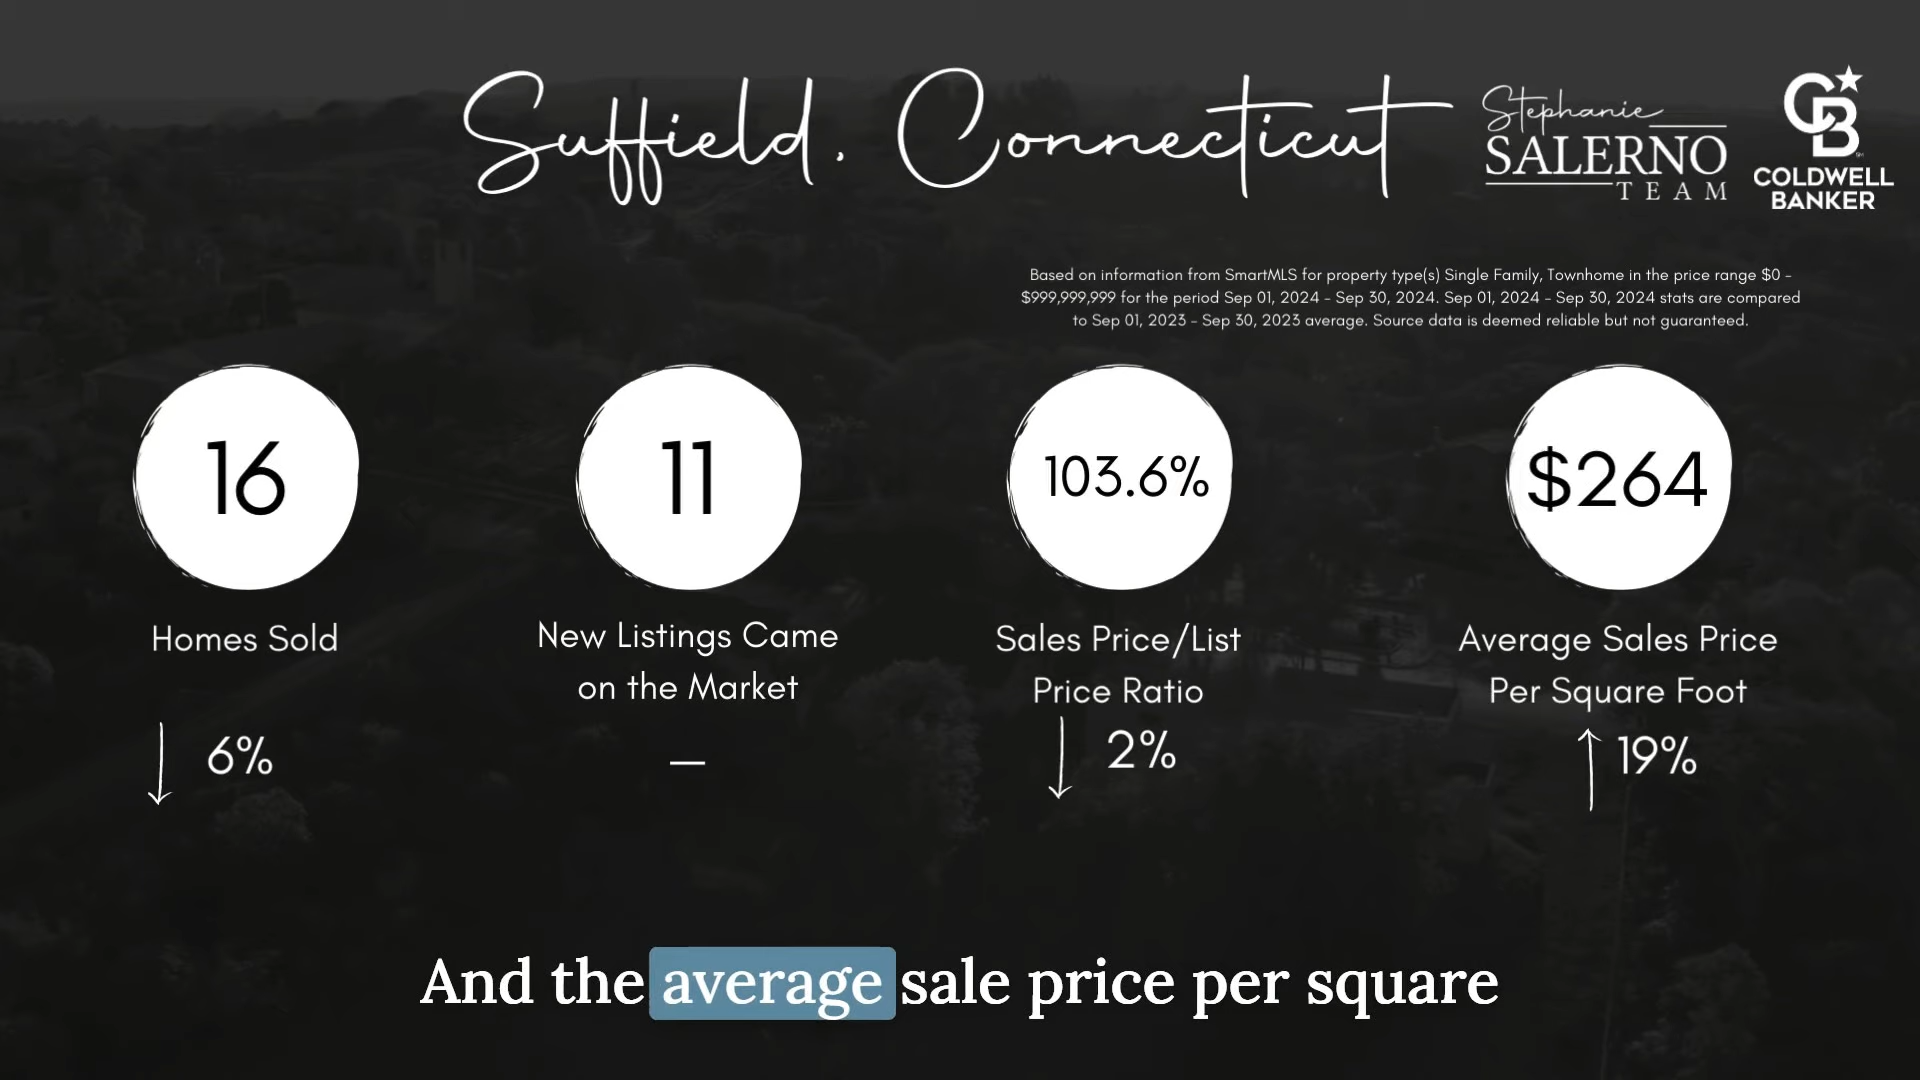 Suffield, Connecticut
Stephanie
SALERNO
TEAM
CB
COLDWELL
BANKER
Based on information from SmartMLS for property type(s) Single Family, Townhome in the price range $0 -
$999,999,999 for the period Sep 01, 2024 - Sep 30, 2024. Sep 01, 2024 - Sep 30, 2024 stats are compared
to Sep 01, 2023 - Sep 30, 2023 average. Source data is deemed reliable but not guaranteed.
16
Homes Sold
6%
11
New Listings Came
on the Market
—
103.6%
Sales Price/List
Price Ratio
2%
$264
Average Sales Price
Per Square Foot
19%
And the average sale price per square